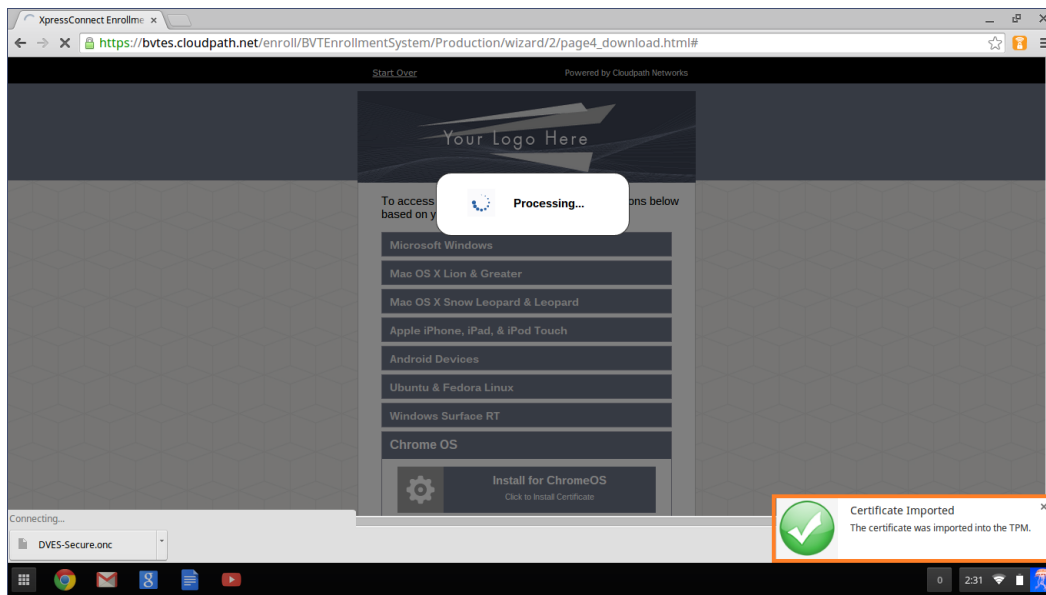 XpressConnect Enrollme
https://bvtes.cloudpath.net/enroll/BVTEnrollmentSystem/Production/wizard/2/page4_download.html#
Start Over
Powered by Cloudpath Networks
Your Logo Here
To access
ons below
based on y
Processing...
Microsoft Windows
Mac OS X Lion & Greater
Mac OS X Snow Leopard & Leopard
Apple iPhone, iPad, & iPod Touch
Android Devices
Ubuntu & Fedora Linux
Windows Surface RT
Chrome OS
Install for ChromeOS
Click to Install Certificate
Certificate Imported
The certificate was imported into the TPM.
Connecting...
DVES-Secure.onc
8
0
2:31